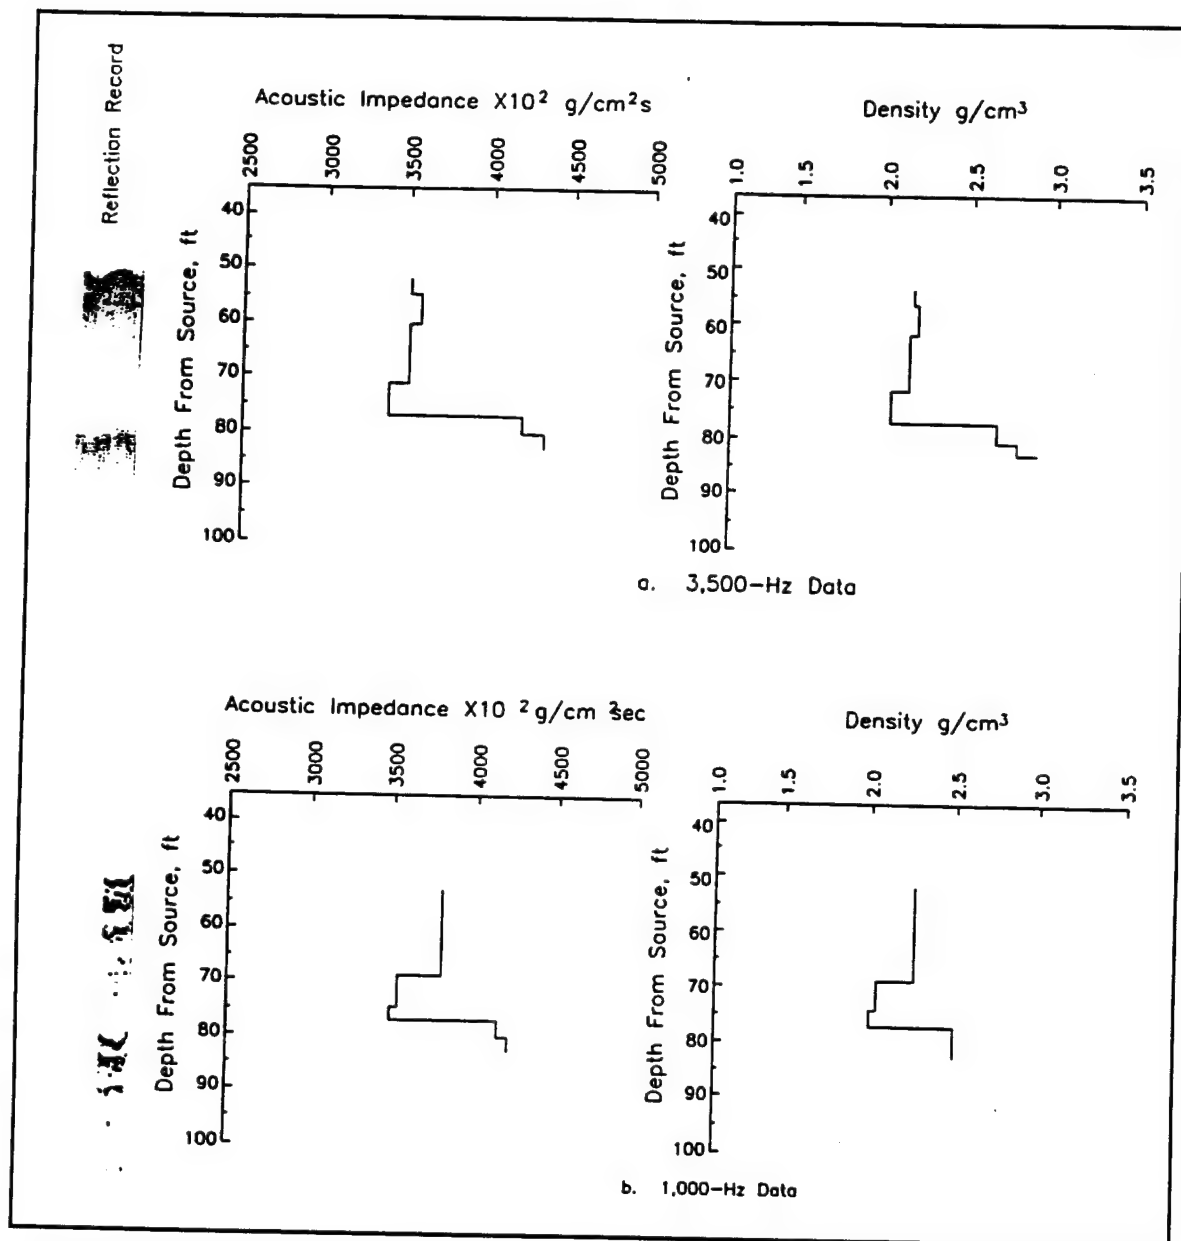 Reflection Record
Acoustic Impedance X10² g/cm²s
2500 3000 3500 4000 4500 5000
Depth From Source, ft
40
50
60
70
80
90
100
Density g/cm³
1.0 1.5 2.0 2.5 3.0 3.5
Depth From Source, ft
40
50
60
70
80
90
100
a. 3,500-Hz Data
Acoustic Impedance X10 ² g/cm ²sec
2500 3000 3500 4000 4500 5000
Depth From Source, ft
40
50
60
70
80
90
100
Density g/cm³
1.0 1.5 2.0 2.5 3.0 3.5
Depth From Source, ft
40
50
60
70
80
90
100
b. 1,000-Hz Data